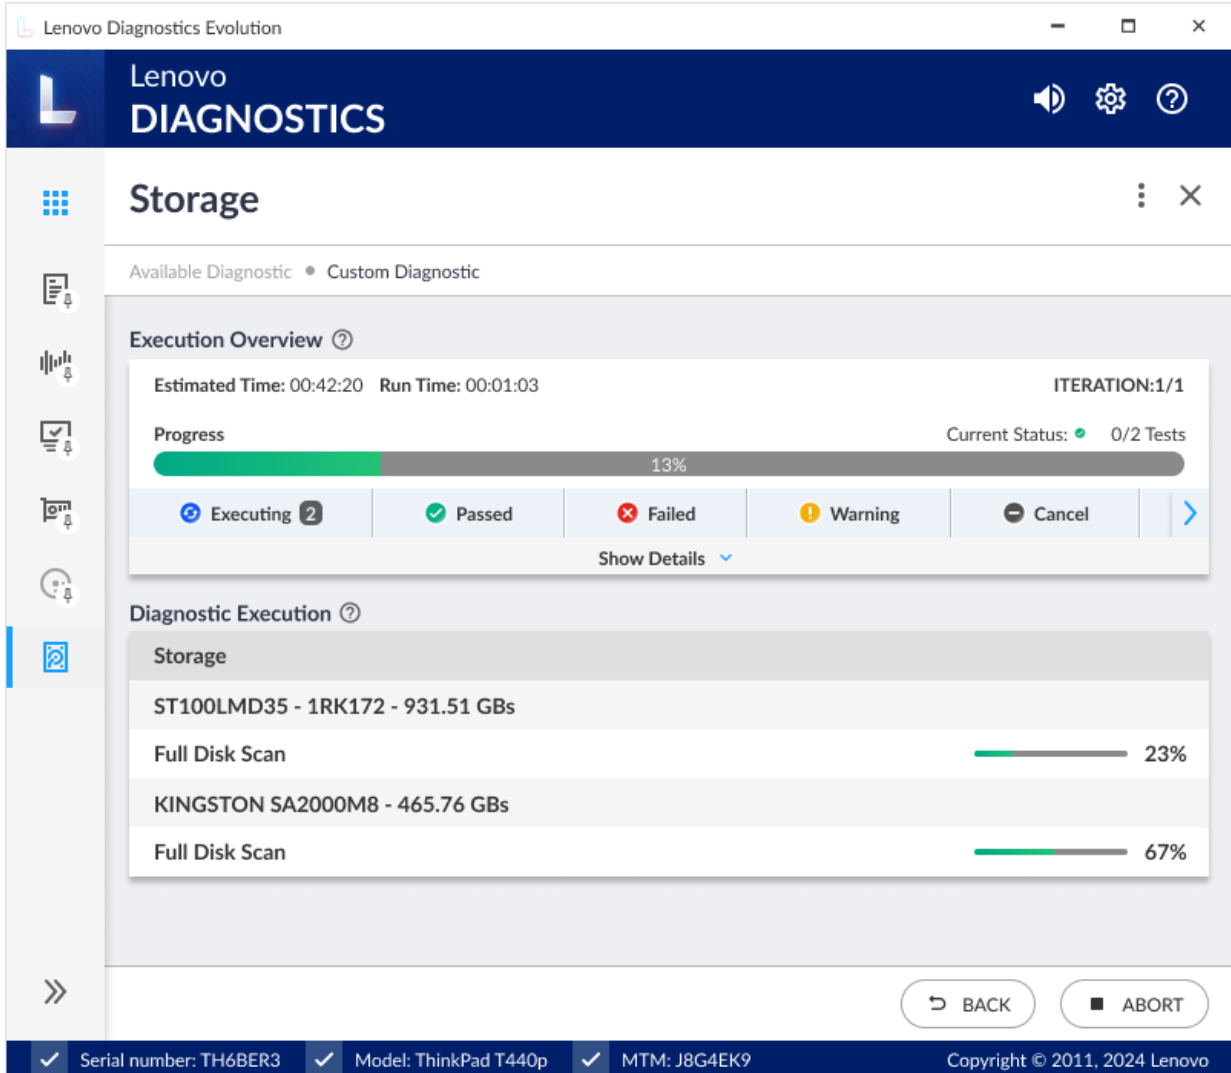 Lenovo Diagnostics Evolution
Lenovo
DIAGNOSTICS
Storage
Available Diagnostic • Custom Diagnostic
Execution Overview
Estimated Time: 00:42:20 Run Time: 00:01:03 ITERATION:1/1
Progress Current Status: 0/2 Tests
13%
Executing 2 Passed Failed Warning Cancel
Show Details
Diagnostic Execution
Storage
ST100LMD35 - 1RK172 - 931.51 GBs
Full Disk Scan 23%
KINGSTON SA2000M8 - 465.76 GBs
Full Disk Scan 67%
BACK ABORT
Serial number: TH6BER3 Model: ThinkPad T440p MTM: J8G4EK9 Copyright © 2011, 2024 Lenovo